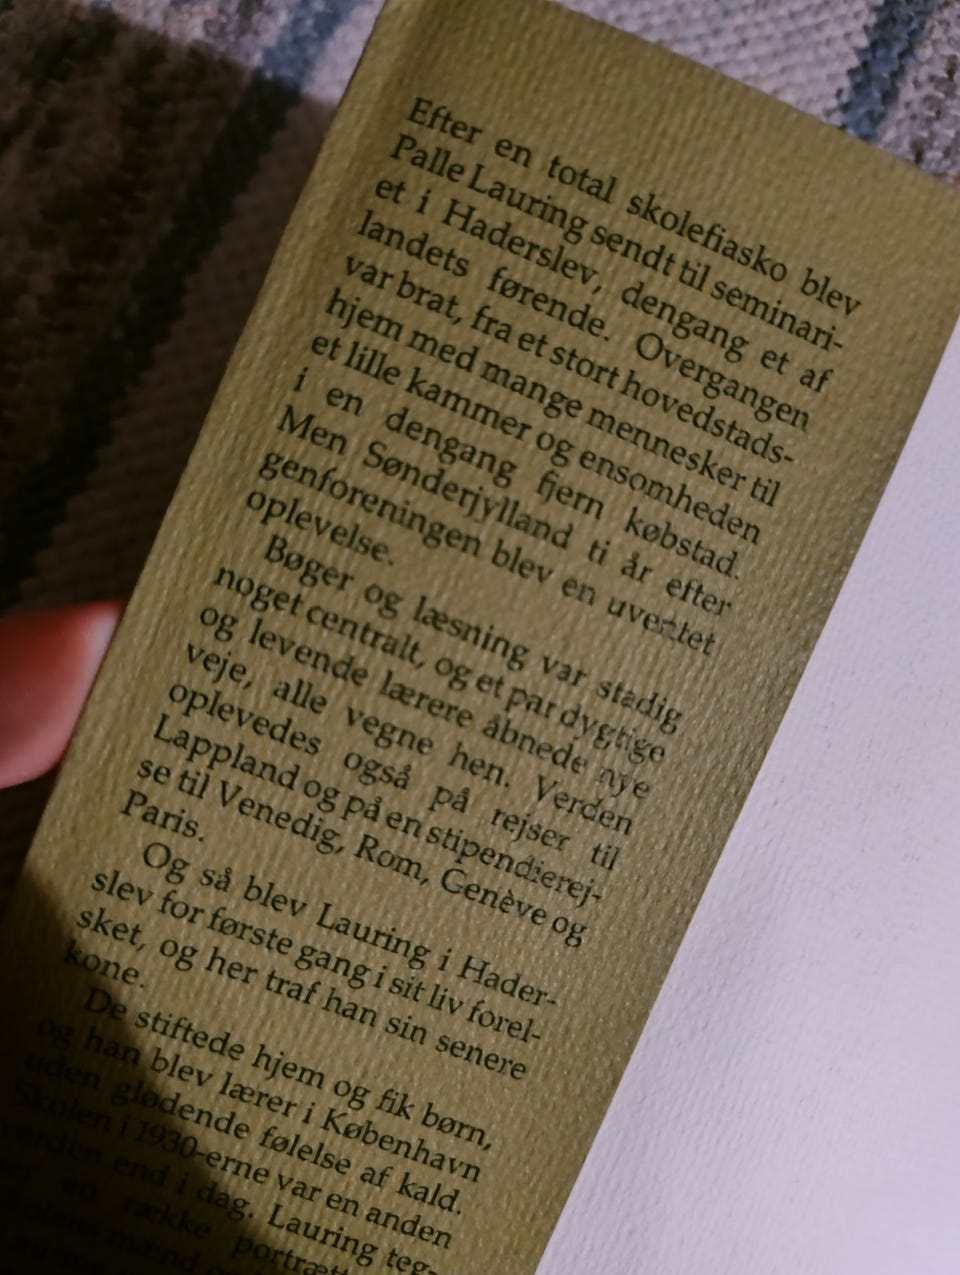 Efter en total skolefiasko blev
Palle Lauring sendt til seminari-
et i Haderslev, dengang et af
landets førende. Overgangen
var brat, fra et stort hovedstads-
hjem med mange mennesker til
et lille kammer og ensomheden
i en dengang fjern købstad.
Men Sønderjylland ti år efter
genforeningen blev en uventet
oplevelse.
Bøger og læsning var stadig
noget centralt, og et par dygtige
og levende lærere åbnede nye
veje, alle vegne hen. Verden
oplevedes også på rejser til
Lappland og på en stipendierej-
se til Venedig, Rom, Genève og
Paris.
Og så blev Lauring i Hader-
slev for første gang i sit liv forel-
sket, og her traf han sin senere
kone.
De stiftede hjem og fik børn,
og han blev lærer i København
uden glødende følelse af kald.
Skolen i 1930-erne var en anden
verden end i dag. Lauring teg-
en række